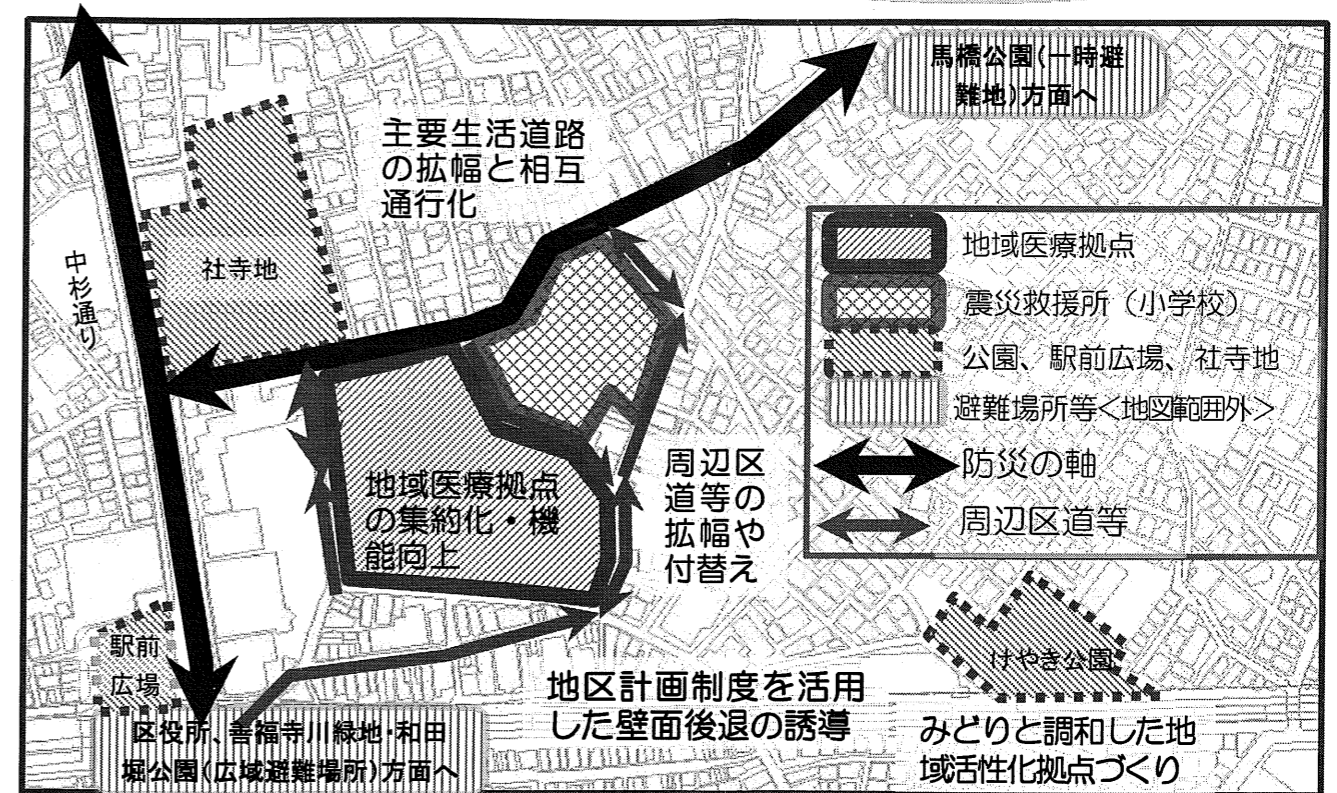 馬橋公園(一時避
難地)方面へ
主要生活道路
の拡幅と相互
通行化
中杉通り
社寺地
地域医療拠点
震災救援所（小学校）
公園、駅前広場、社寺地
避難場所等<地図範囲外>
防災の軸
周辺区道等
地域医療拠点
の集約化・機
能向上
周辺区
道等の
拡幅や
付替え
駅前
広場
けやき公園
地区計画制度を活用
した壁面後退の誘導
みどりと調和した地
域活性化拠点づくり
区役所、善福寺川緑地・和田
堀公園(広域避難場所)方面へ